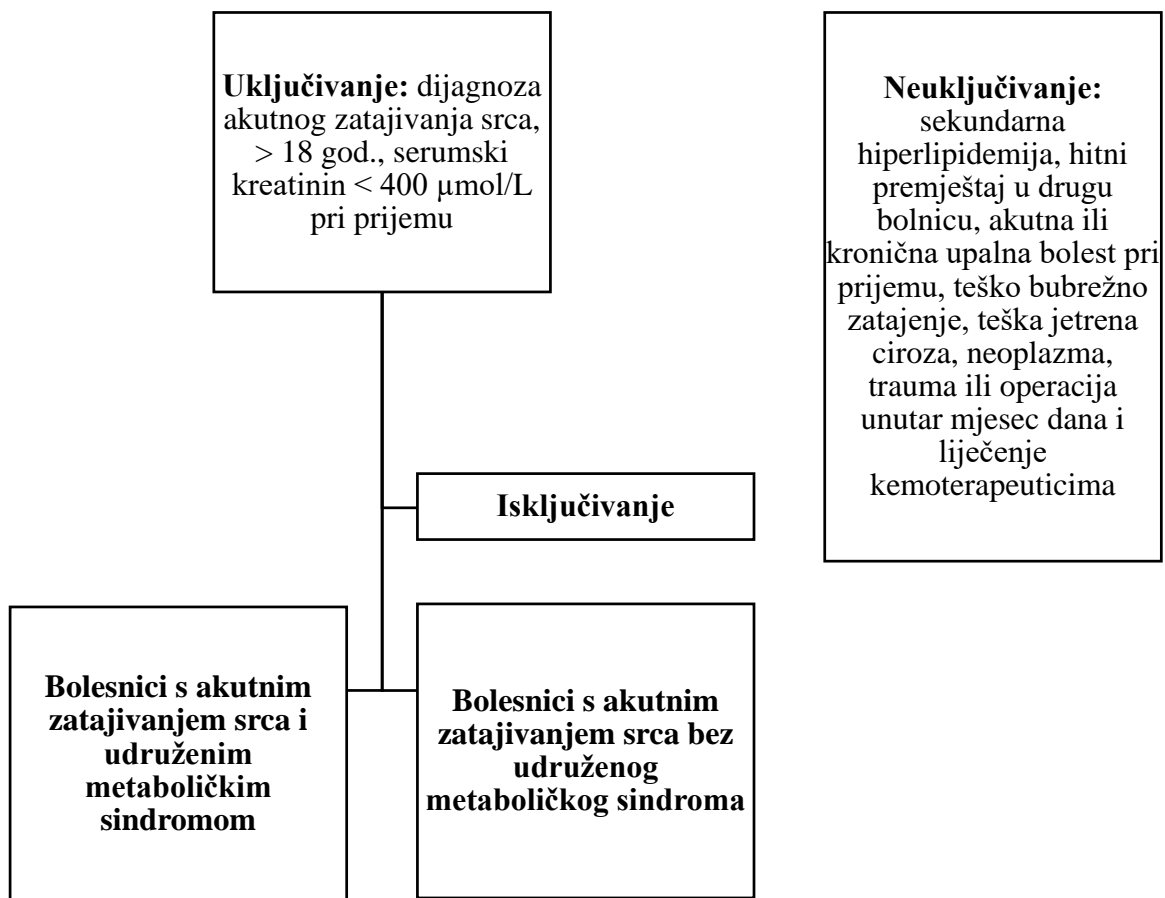 Uključivanje: dijagnoza
akutnog zatajivanja srca,
> 18 god., serumski
kreatinin < 400 µmol/L
pri prijemu
Neuključivanje:
sekundarna
hiperlipidemija, hitni
premještaj u drugu
bolnicu, akutna ili
kronična upalna bolest pri
prijemu, teško bubrežno
zatajenje, teška jetrena
ciroza, neoplazma,
trauma ili operacija
unutar mjesec dana i
liječenje
kemoterapeuticima
Isključivanje
Bolesnici s akutnim
zatajivanjem srca i
udruženim
metaboličkim
sindromom
Bolesnici s akutnim
zatajivanjem srca bez
udruženog
metaboličkog sindroma